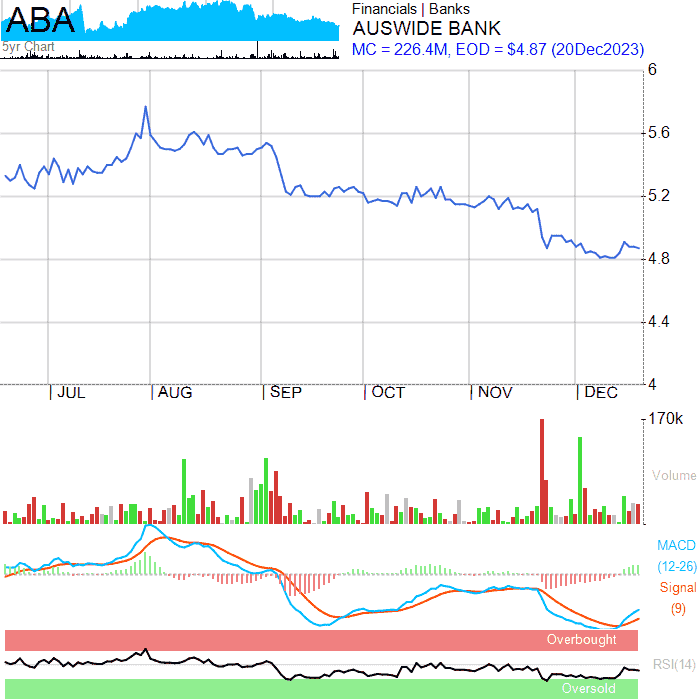 ABA
5yr Chart
Financials | Banks
AUSWIDE BANK
MC = 226.4M, EOD = $4.87 (20Dec2023)
6
5.6
5.2
4.8
4.4
4
JUL AUG SEP OCT NOV DEC
170k
Volume
MACD
(12-26)
Signal
(9)
Overbought
RSI(14)
Oversold